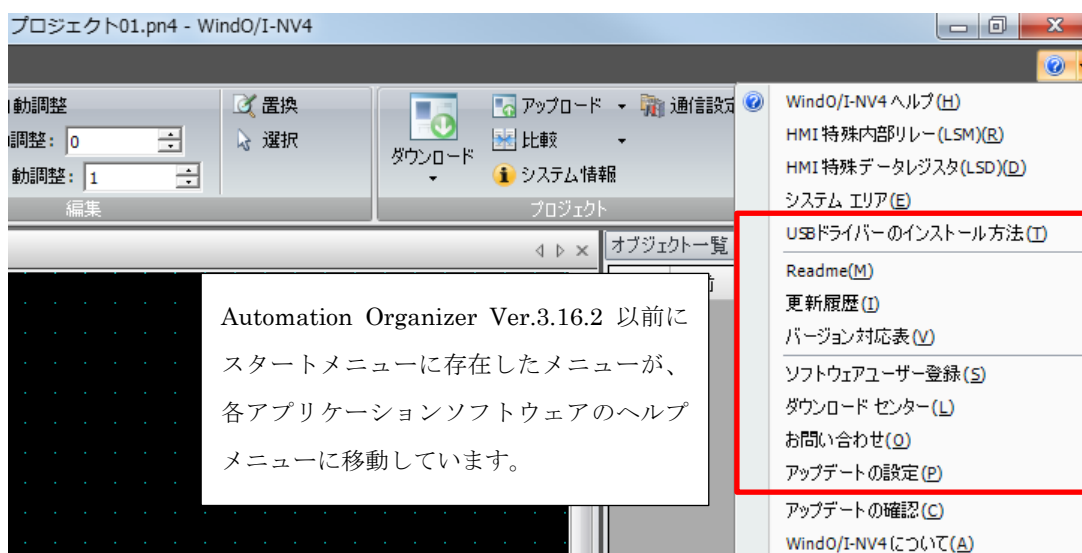 プロジェクト01.pn4 - WindO/I-NV4
動調整
調整: 0
動調整: 1
編集
置換
選択
ダウンロード
アップロード
比較
システム情報
通信設定
プロジェクト
オブジェクト一覧
WindO/I-NV4 ヘルプ(H)
HMI 特殊内部リレー(LSM)(R)
HMI 特殊データレジスタ(LSD)(D)
システム エリア(E)
USBドライバーのインストール方法(T)
Readme(M)
更新履歴(I)
バージョン対応表(V)
ソフトウェアユーザー登録(S)
ダウンロード センター(L)
お問い合わせ(O)
アップデートの設定(P)
アップデートの確認(C)
WindO/I-NV4 について(A)
Automation Organizer Ver.3.16.2 以前に
スタートメニューに存在したメニューが、
各アプリケーションソフトウェアのヘルプ
メニューに移動しています。